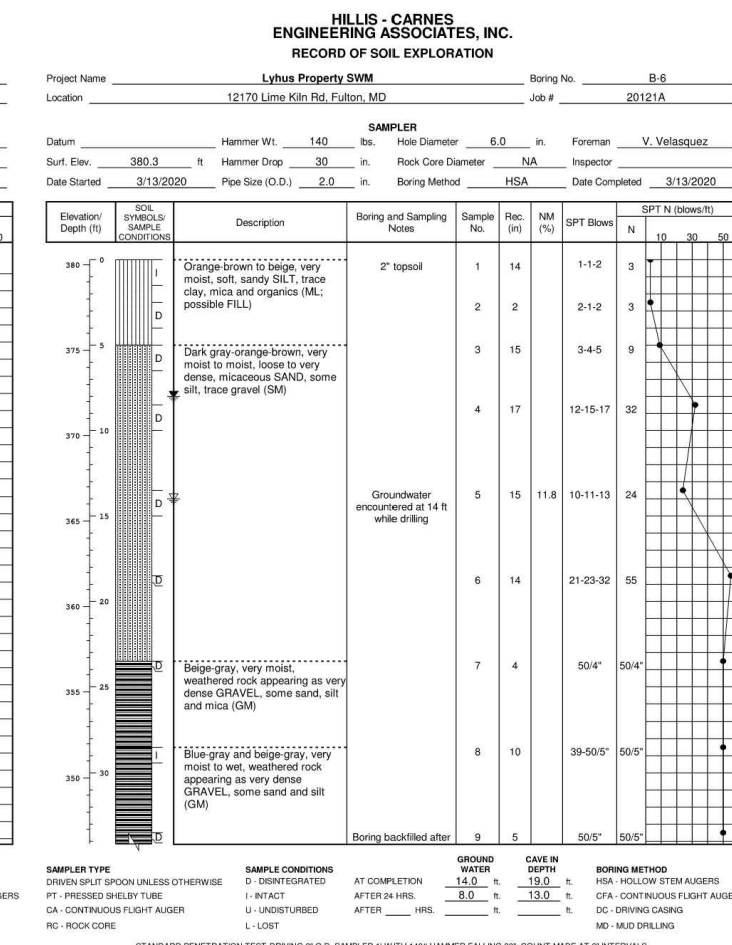 HILLIS - CARNES
ENGINEERING ASSOCIATES, INC.
RECORD OF SOIL EXPLORATION
Project Name Lyhus Property SWM Boring No. B-6
Location 12170 Lime Kiln Rd, Fulton, MD Job # 20121A
SAMPLER
Datum Hammer Wt. 140 lbs. Hole Diameter 6.0 in. Foreman V. Velasquez
Surf. Elev. 380.3 ft Hammer Drop 30 in. Rock Core Diameter NA Inspector
Date Started 3/13/2020 Pipe Size (O.D.) 2.0 in. Boring Method HSA Date Completed 3/13/2020
Elevation/ Depth (ft) SOIL SYMBOLS/ SAMPLE CONDITIONS Description Boring and Sampling Notes Sample No. Rec. (in) NM (%) SPT Blows SPT N (blows/ft)
N 10 30 50
380 0 I Orange-brown to beige, very 2" topsoil 1 14 1-1-2 3
moist, soft, sandy SILT, trace
clay, mica and organics (ML;
possible FILL) D 2 2 2-1-2 3
375 5 D Dark gray-orange-brown, very 3 15 3-4-5 9
moist to moist, loose to very
dense, micaceous SAND, some
silt, trace gravel (SM)
D 4 17 12-15-17 32
370 10
D Groundwater 5 15 11.8 10-11-13 24
encountered at 14 ft
while drilling
365 15
D 6 14 21-23-32 55
360 20
D Beige-gray, very moist, 7 4 50/4" 50/4"
weathered rock appearing as very
dense GRAVEL, some sand, silt
and mica (GM)
355 25
I Blue-gray and beige-gray, very 8 10 39-50/5" 50/5"
moist to wet, weathered rock
appearing as very dense
GRAVEL, some sand and silt
(GM)
350 30
D Boring backfilled after 9 5 50/5" 50/5"
GROUND WATER CAVE IN DEPTH
SAMPLER TYPE SAMPLE CONDITIONS BORING METHOD
DRIVEN SPLIT SPOON UNLESS OTHERWISE D - DISINTEGRATED AT COMPLETION 14.0 ft. 19.0 ft. HSA - HOLLOW STEM AUGERS
GERS PT - PRESSED SHELBY TUBE I - INTACT AFTER 24 HRS. 8.0 ft. 13.0 ft. CFA - CONTINUOUS FLIGHT AUGE
CA - CONTINUOUS FLIGHT AUGER U - UNDISTURBED AFTER HRS. ft. ft. DC - DRIVING CASING
RC - ROCK CORE L - LOST MD - MUD DRILLING